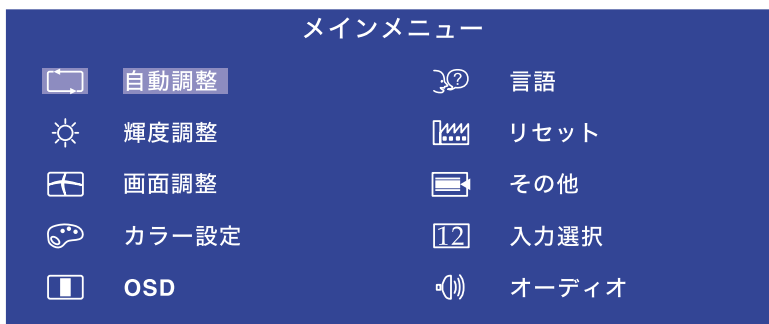 メインメニュー
自動調整
輝度調整
画面調整
カラー設定
OSD
?
言語
リセット
その他
12
入力選択
オーディオ